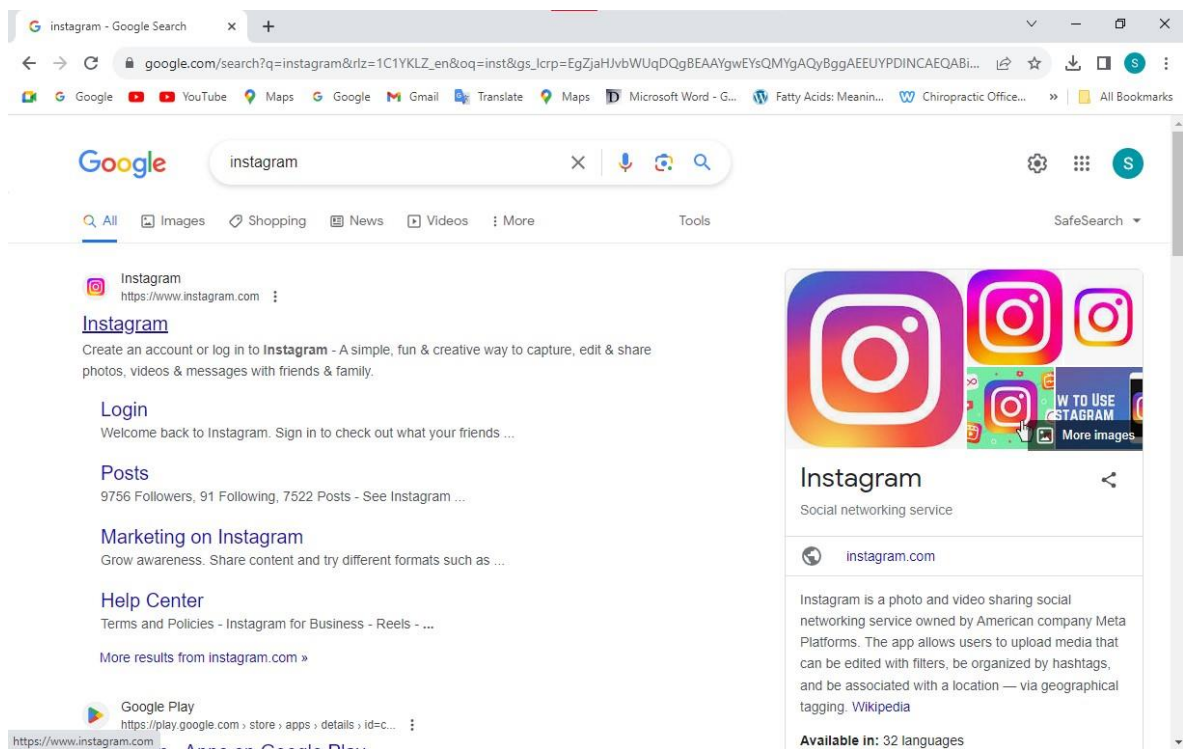 instagram - Google Search
google.com/search?q=instagram&rlz=1C1YKLZ_en&oq=inst&gs_lcrp=EgZjaHJvbWUqDQgBEAAYgwEYsQMYgAQyBggAEEUYPDINCAEQABi...
S
Google YouTube Maps Google Gmail Translate Maps Microsoft Word - G... Fatty Acids: Meanin... Chiropractic Office... » All Bookmarks
Google
instagram
S
All Images Shopping News Videos More Tools SafeSearch
Instagram
https://www.instagram.com
Instagram
Create an account or log in to Instagram - A simple, fun & creative way to capture, edit & share
photos, videos & messages with friends & family.
Login
Welcome back to Instagram. Sign in to check out what your friends ...
Posts
9756 Followers, 91 Following, 7522 Posts - See Instagram ...
Marketing on Instagram
Grow awareness. Share content and try different formats such as ...
Help Center
Terms and Policies - Instagram for Business - Reels - ...
More results from instagram.com »
Google Play
https://play.google.com › store › apps › details › id=c...
Apps on Google Play
https://www.instagram.com
W TO USE
STAGRAM
More images
Instagram
Social networking service
instagram.com
Instagram is a photo and video sharing social
networking service owned by American company Meta
Platforms. The app allows users to upload media that
can be edited with filters, be organized by hashtags,
and be associated with a location — via geographical
tagging. Wikipedia
Available in: 32 languages